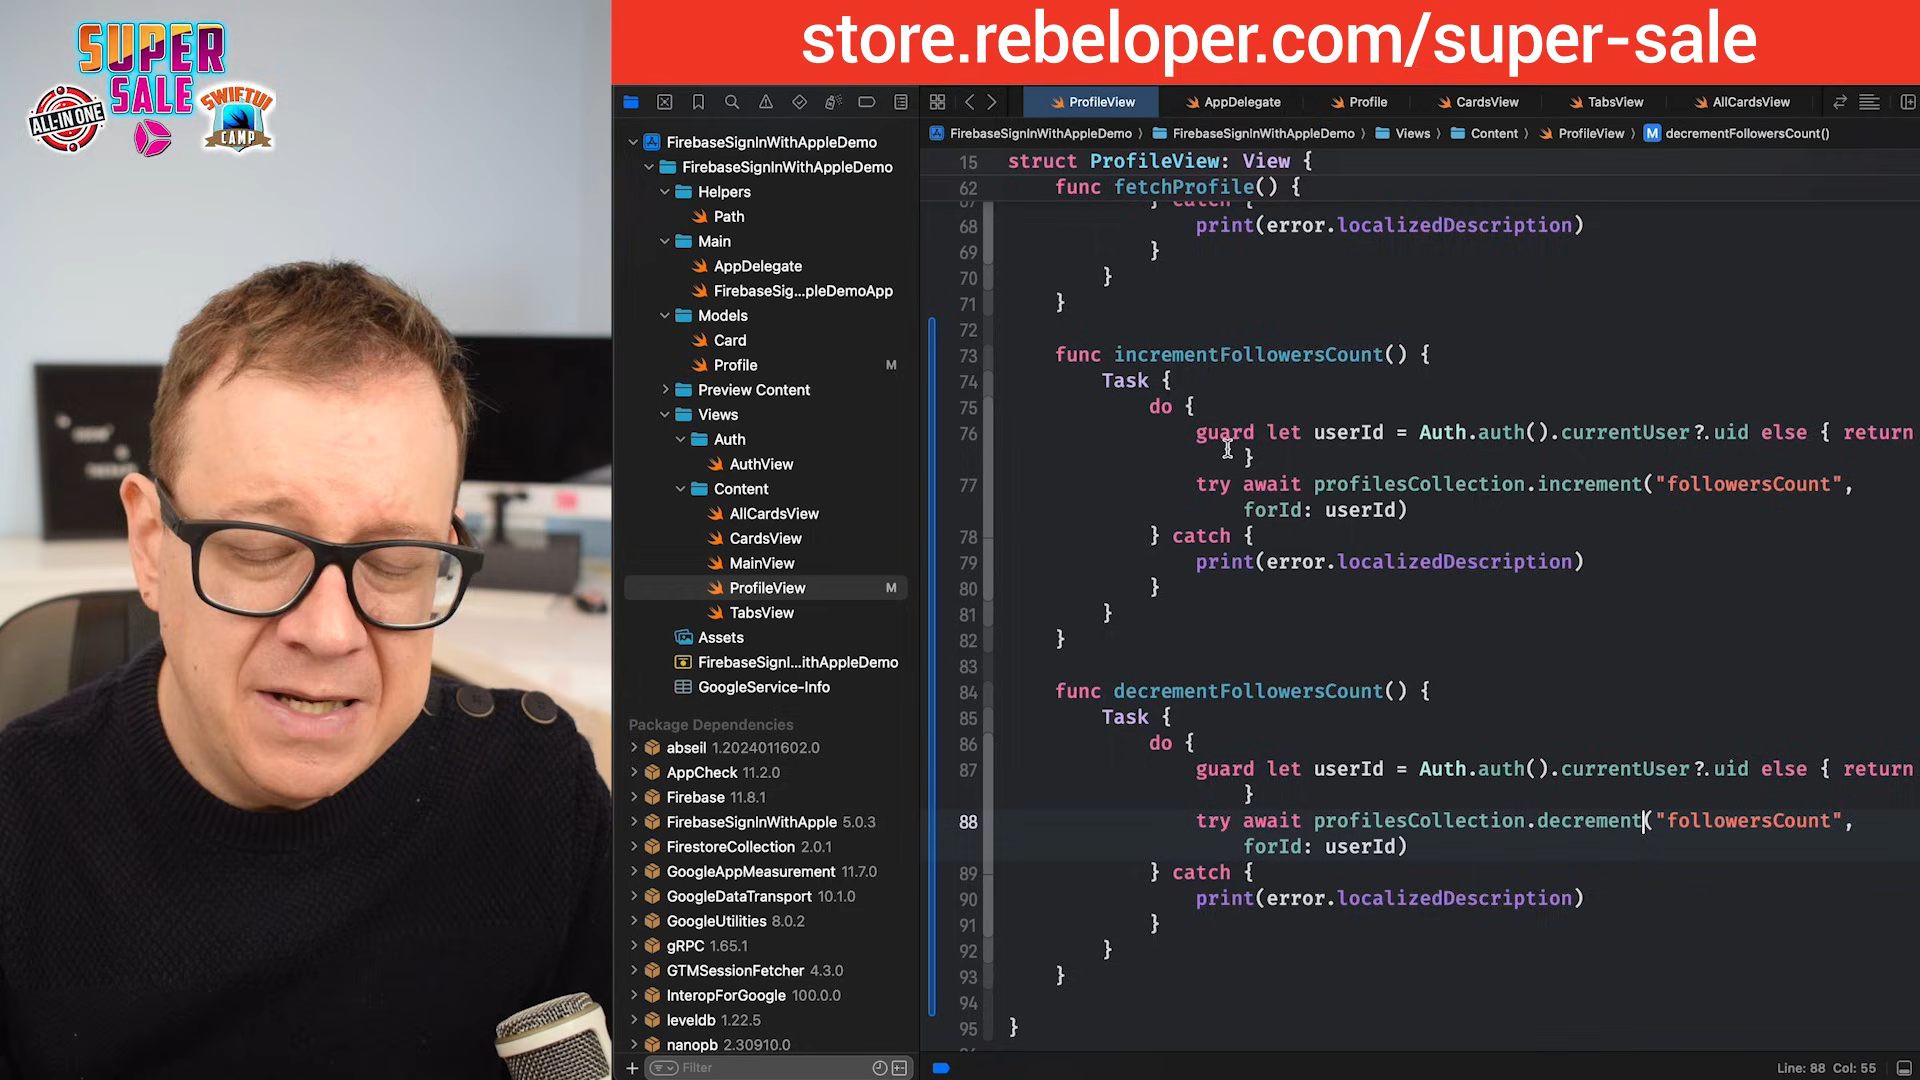 SUPER
SALE
ALL-IN-ONE
SWIFTUI
CAMP
store.rebeloper.com/super-sale
ProfileView
AppDelegate
Profile
CardsView
TabsView
AllCardsView
FirebaseSignInWithAppleDemo
FirebaseSignInWithAppleDemo
Views
Content
ProfileView
M
decrementFollowersCount()
FirebaseSignInWithAppleDemo
FirebaseSignInWithAppleDemo
Helpers
Path
Main
AppDelegate
FirebaseSig...pleDemoApp
Models
Card
Profile M
Preview Content
Views
Auth
AuthView
Content
AllCardsView
CardsView
MainView
ProfileView M
TabsView
Assets
FirebaseSignI...ithAppleDemo
GoogleService-Info
Package Dependencies
abseil 1.2024011602.0
AppCheck 11.2.0
Firebase 11.8.1
FirebaseSignInWithApple 5.0.3
FirestoreCollection 2.0.1
GoogleAppMeasurement 11.7.0
GoogleDataTransport 10.1.0
GoogleUtilities 8.0.2
gRPC 1.65.1
GTMSessionFetcher 4.3.0
InteropForGoogle 100.0.0
leveldb 1.22.5
nanopb 2.30910.0
Filter
15 struct ProfileView: View {
62 func fetchProfile() {
67 } catch {
68 print(error.localizedDescription)
69 }
70 }
71 }
72
73 func incrementFollowersCount() {
74 Task {
75 do {
76 guard let userId = Auth.auth().currentUser?.uid else { return
}
77 try await profilesCollection.increment("followersCount",
forId: userId)
78 } catch {
79 print(error.localizedDescription)
80 }
81 }
82 }
83
84 func decrementFollowersCount() {
85 Task {
86 do {
87 guard let userId = Auth.auth().currentUser?.uid else { return
}
88 try await profilesCollection.decrement("followersCount",
forId: userId)
89 } catch {
90 print(error.localizedDescription)
91 }
92 }
93 }
94
95 }
Line: 88 Col: 55